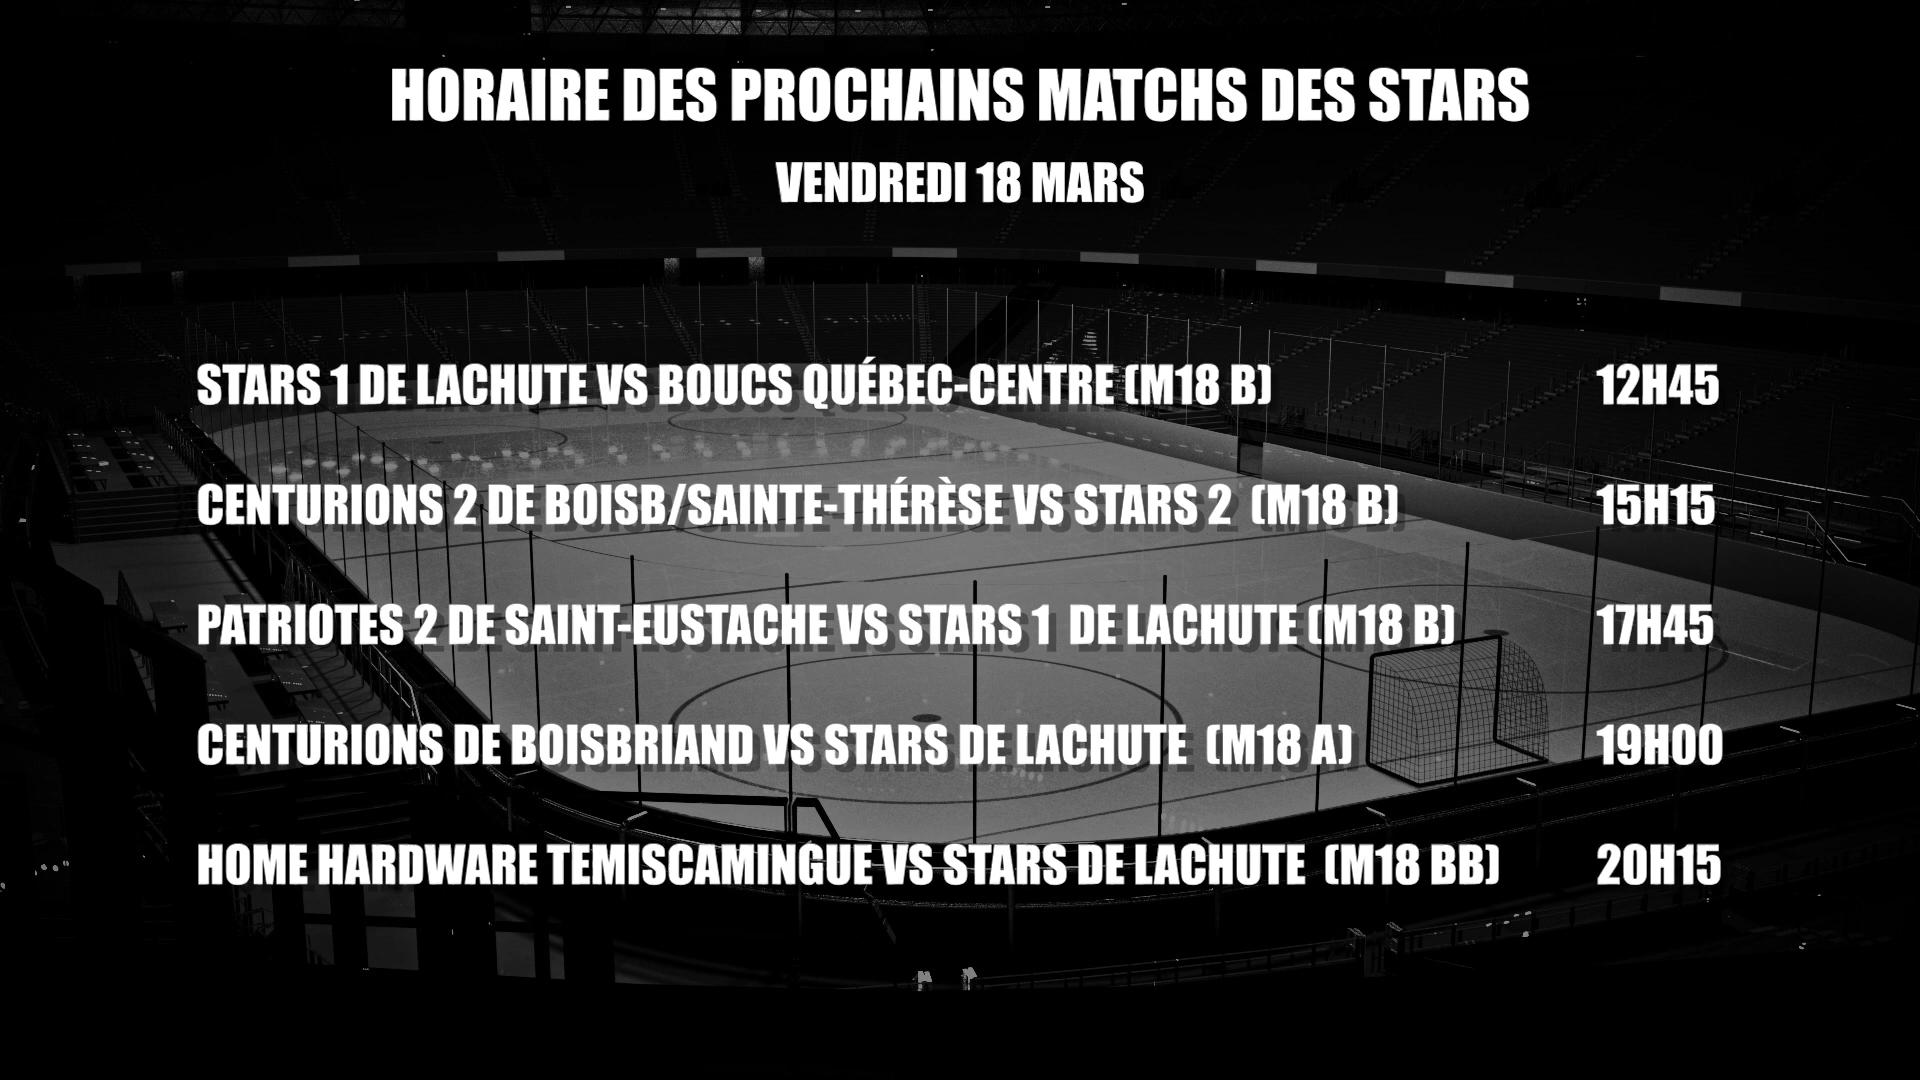 HORAIRE DES PROCHAINS MATCHS DES STARS
VENDREDI 18 MARS
STARS 1 DE LACHUTE VS BOUCS QUÉBEC-CENTRE (M18 B) 12H45
CENTURIONS 2 DE BOISB/SAINTE-THÉRÈSE VS STARS 2 (M18 B) 15H15
PATRIOTES 2 DE SAINT-EUSTACHE VS STARS 1 DE LACHUTE (M18 B) 17H45
CENTURIONS DE BOISBRIAND VS STARS DE LACHUTE (M18 A) 19H00
HOME HARDWARE TEMISCAMINGUE VS STARS DE LACHUTE (M18 BB) 20H15